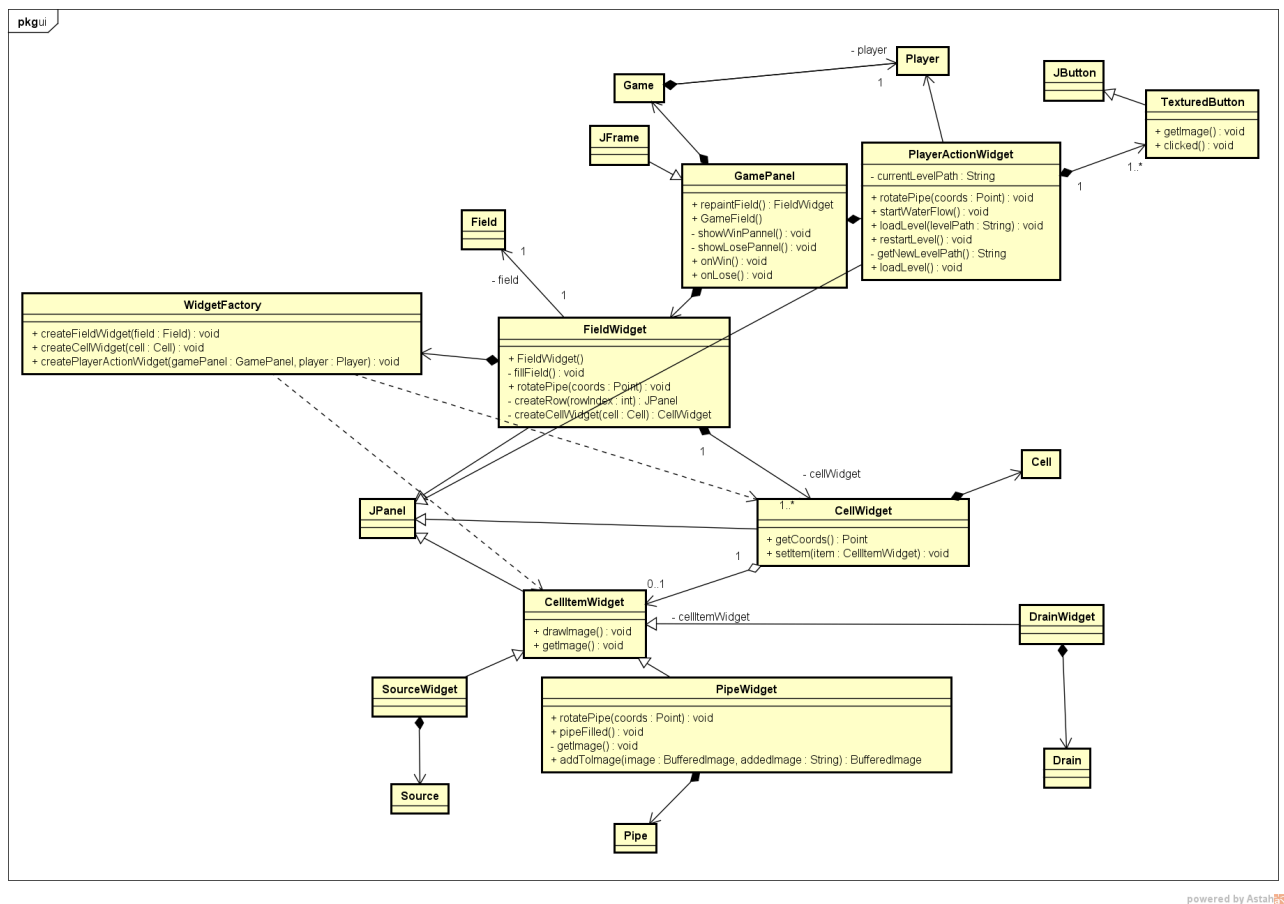 pkg ui
- player
Player
1
Game
JButton
TexturedButton
+ getImage() : void
+ clicked() : void
1..*
1
JFrame
GamePanel
+ repaintField() : FieldWidget
+ GameField()
- showWinPannel() : void
- showLosePannel() : void
+ onWin() : void
+ onLose() : void
PlayerActionWidget
- currentLevelPath : String
+ rotatePipe(coords : Point) : void
+ startWaterFlow() : void
+ loadLevel(levelPath : String) : void
+ restartLevel() : void
- getNewLevelPath() : String
+ loadLevel() : void
Field
1
- field
1
WidgetFactory
+ createFieldWidget(field : Field) : void
+ createCellWidget(cell : Cell) : void
+ createPlayerActionWidget(gamePanel : GamePanel, player : Player) : void
FieldWidget
+ FieldWidget()
- fillField() : void
+ rotatePipe(coords : Point) : void
- createRow(rowIndex : int) : JPanel
- createCellWidget(cell : Cell) : CellWidget
1
- cellWidget
1..*
Cell
JPanel
CellWidget
+ getCoords() : Point
+ setItem(item : CellItemWidget) : void
1
0..1
- cellItemWidget
CellItemWidget
+ drawImage() : void
+ getImage() : void
DrainWidget
SourceWidget
PipeWidget
+ rotatePipe(coords : Point) : void
+ pipeFilled() : void
- getImage() : void
+ addToImage(image : BufferedImage, addedImage : String) : BufferedImage
Drain
Source
Pipe
powered by Astah